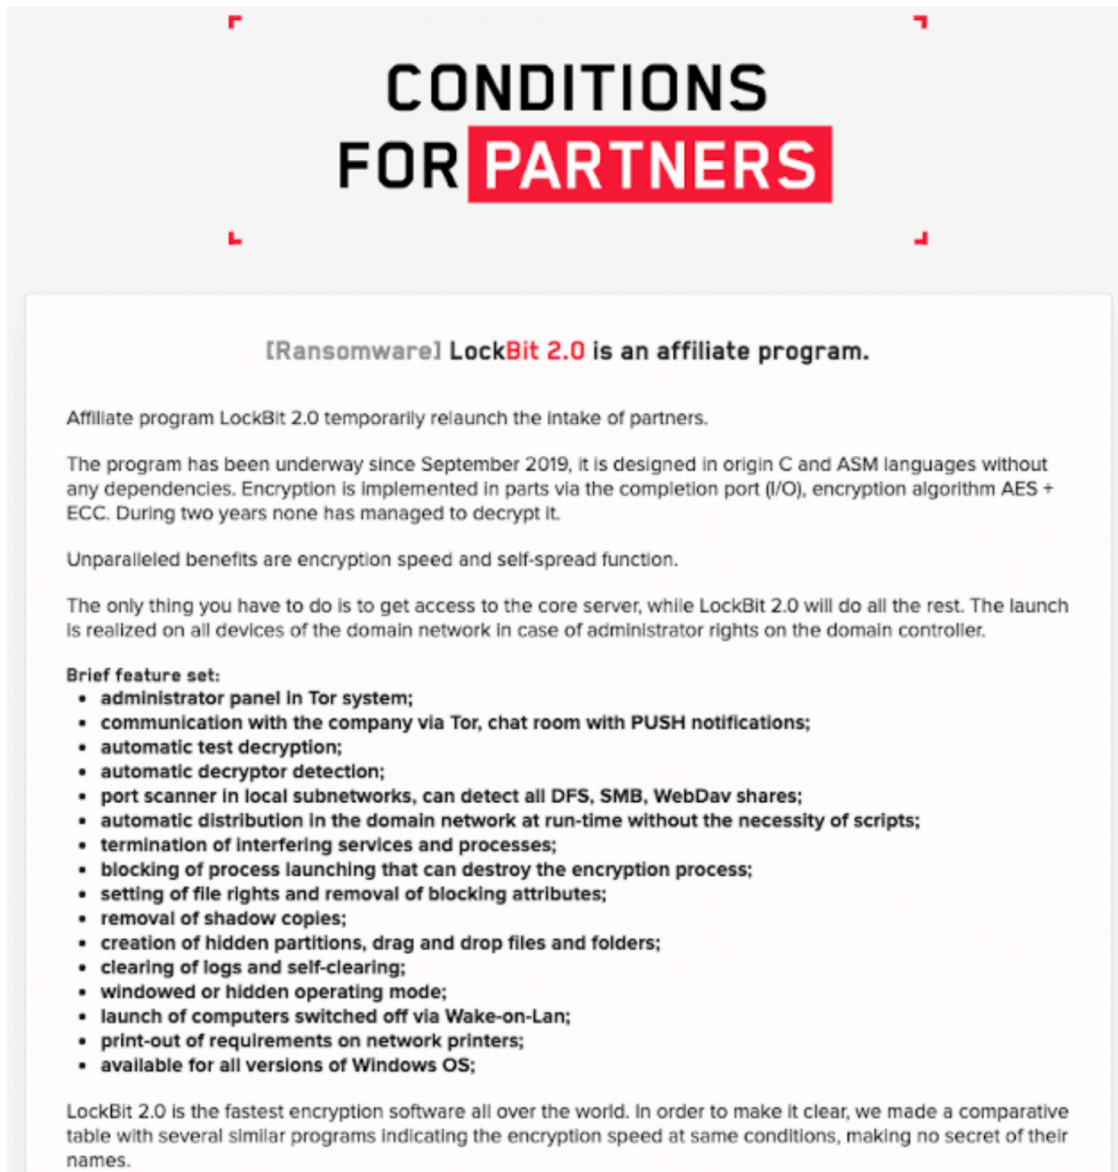 CONDITIONS
FOR PARTNERS
[Ransomware] LockBit 2.0 is an affiliate program.
Affiliate program LockBit 2.0 temporarily relaunch the intake of partners.
The program has been underway since September 2019, it is designed in origin C and ASM languages without
any dependencies. Encryption is implemented in parts via the completion port (I/O), encryption algorithm AES +
ECC. During two years none has managed to decrypt it.
Unparalleled benefits are encryption speed and self-spread function.
The only thing you have to do is to get access to the core server, while LockBit 2.0 will do all the rest. The launch
is realized on all devices of the domain network in case of administrator rights on the domain controller.
Brief feature set:
• administrator panel in Tor system;
• communication with the company via Tor, chat room with PUSH notifications;
• automatic test decryption;
• automatic decryptor detection;
• port scanner in local subnetworks, can detect all DFS, SMB, WebDav shares;
• automatic distribution in the domain network at run-time without the necessity of scripts;
• termination of interfering services and processes;
• blocking of process launching that can destroy the encryption process;
• setting of file rights and removal of blocking attributes;
• removal of shadow copies;
• creation of hidden partitions, drag and drop files and folders;
• clearing of logs and self-clearing;
• windowed or hidden operating mode;
• launch of computers switched off via Wake-on-Lan;
• print-out of requirements on network printers;
• available for all versions of Windows OS;
LockBit 2.0 is the fastest encryption software all over the world. In order to make it clear, we made a comparative
table with several similar programs indicating the encryption speed at same conditions, making no secret of their
names.